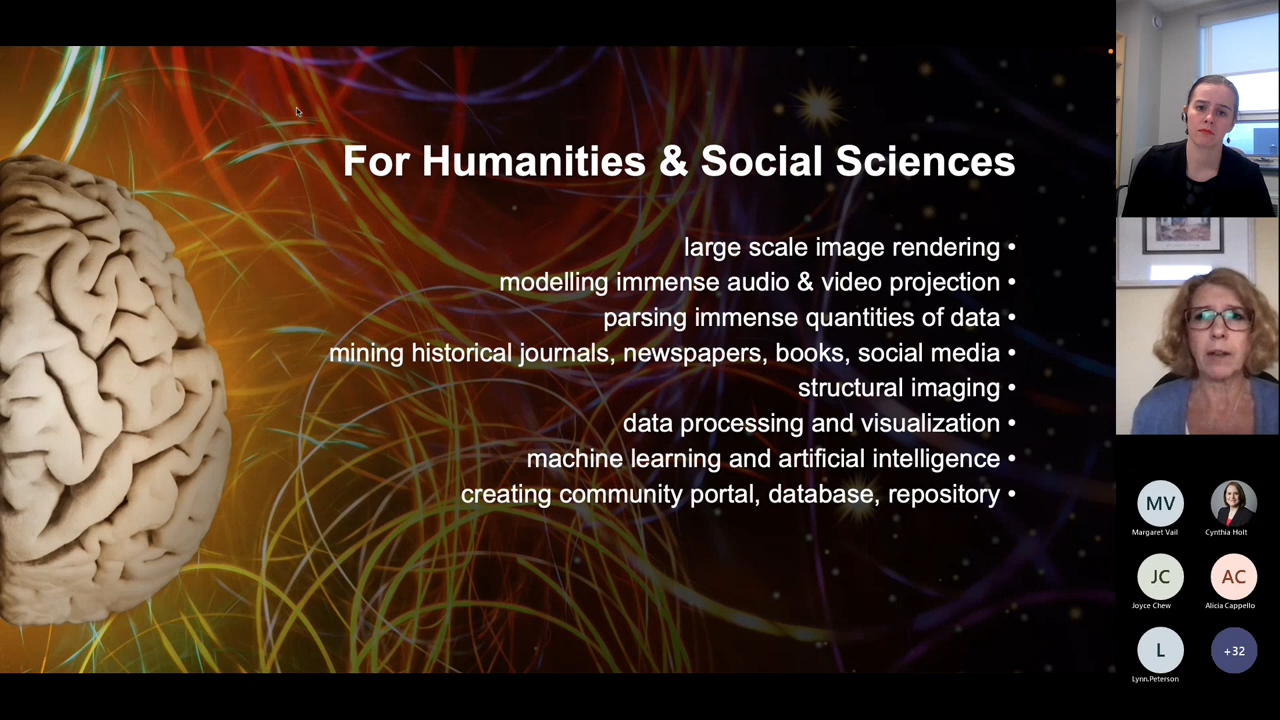 For Humanities & Social Sciences
large scale image rendering •
modelling immense audio & video projection •
parsing immense quantities of data •
mining historical journals, newspapers, books, social media •
structural imaging •
data processing and visualization •
machine learning and artificial intelligence •
creating community portal, database, repository •
MV
Margaret Vail
Cynthia Holt
JC
Joyce Chew
AC
Alicia Cappello
L
Lynn.Peterson
+32